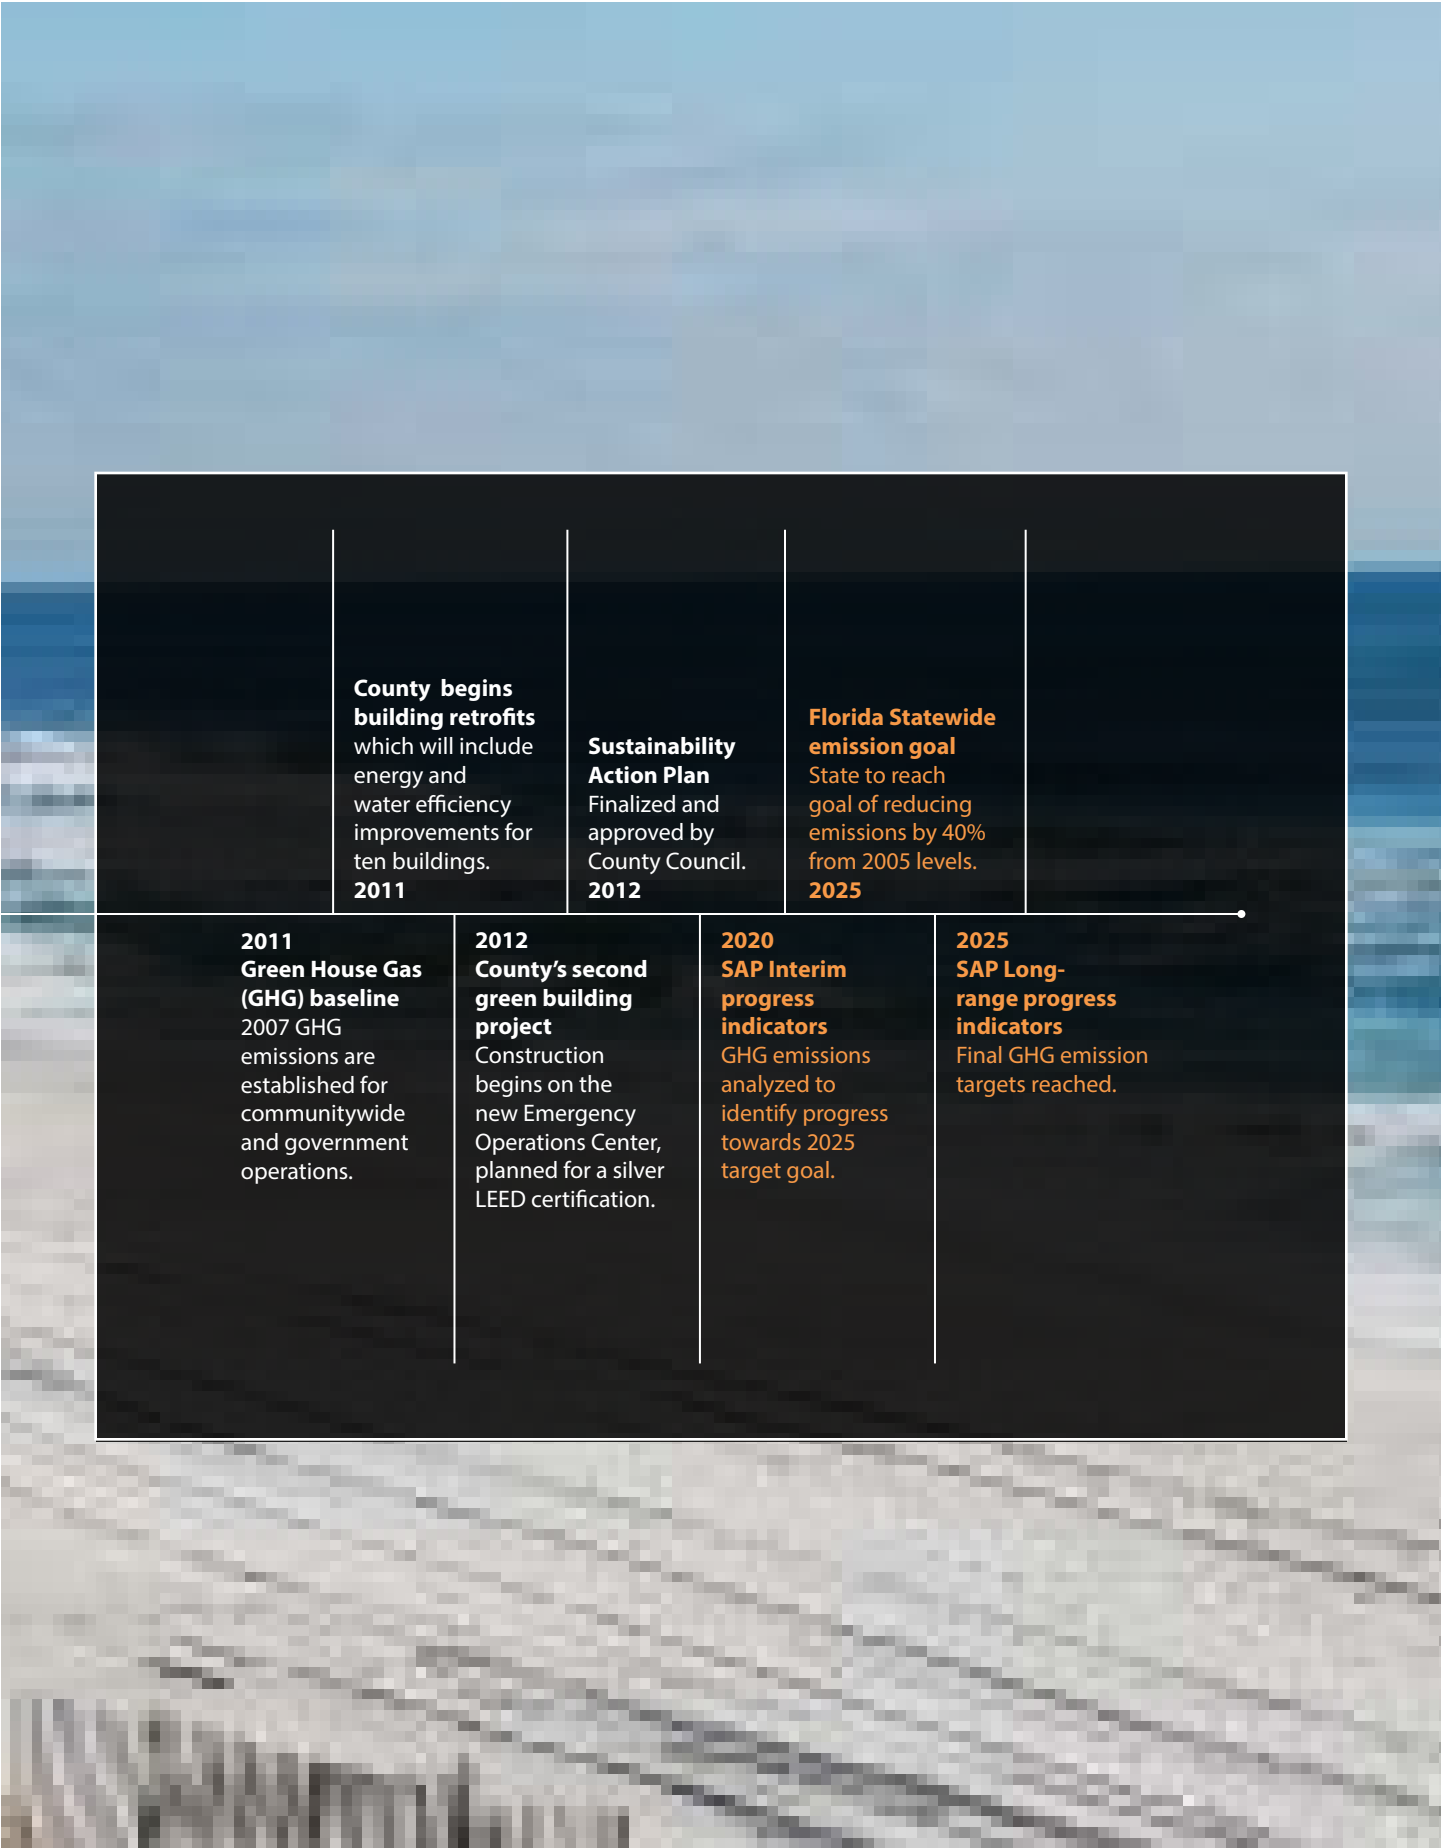 County  begins
building retrofits
which will include
energy and
water efficiency
improvements for
ten buildings.
2011
Sustainability
Action Plan
Finalized and
approved by
County Council.
2012
Florida Statewide
emission goal
State to reach
goal of reducing
emissions by 40%
from 2005 levels.
2025
2011
Green House Gas
(GHG) baseline
2007 GHG
emissions are
established for
communitywide
and government
operations.
2012
County’s second
green building
project
Construction
begins on the
new Emergency
Operations Center,
planned for a silver
LEED certification.
2020
SAP Interim
progress
indicators
GHG emissions
analyzed to
identify progress
towards 2025
target goal.
2025
SAP Long-
range progress
indicators
Final GHG emission
targets reached.